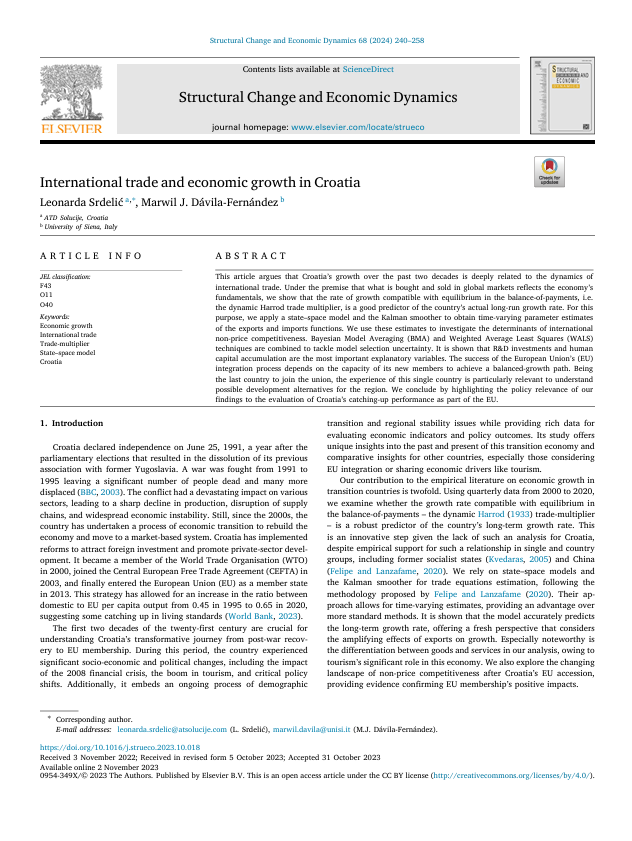 Structural Change and Economic Dynamics 68 (2024) 240–258
Contents lists available at ScienceDirect
Structural Change and Economic Dynamics
journal homepage: www.elsevier.com/locate/strueco
ELSEVIER
STRUCTURAL
CHANGE AND
ECONOMIC
DYNAMICS
Check for
updates
International trade and economic growth in Croatia
Leonarda Srdelić a,*, Marwil J. Dávila-Fernández b
a ATD Solucije, Croatia
b University of Siena, Italy
ARTICLE INFO
JEL classification:
F43
O11
O40
Keywords:
Economic growth
International trade
Trade-multiplier
State–space model
Croatia
ABSTRACT
This article argues that Croatia's growth over the past two decades is deeply related to the dynamics of
international trade. Under the premise that what is bought and sold in global markets reflects the economy's
fundamentals, we show that the rate of growth compatible with equilibrium in the balance-of-payments, i.e.
the dynamic Harrod trade multiplier, is a good predictor of the country's actual long-run growth rate. For this
purpose, we apply a state–space model and the Kalman smoother to obtain time-varying parameter estimates
of the exports and imports functions. We use these estimates to investigate the determinants of international
non-price competitiveness. Bayesian Model Averaging (BMA) and Weighted Average Least Squares (WALS)
techniques are combined to tackle model selection uncertainty. It is shown that R&D investments and human
capital accumulation are the most important explanatory variables. The success of the European Union's (EU)
integration process depends on the capacity of its new members to achieve a balanced-growth path. Being
the last country to join the union, the experience of this single country is particularly relevant to understand
possible development alternatives for the region. We conclude by highlighting the policy relevance of our
findings to the evaluation of Croatia's catching-up performance as part of the EU.
1. Introduction
Croatia declared independence on June 25, 1991, a year after the
parliamentary elections that resulted in the dissolution of its previous
association with former Yugoslavia. A war was fought from 1991 to
1995 leaving a significant number of people dead and many more
displaced (BBC, 2003). The conflict had a devastating impact on various
sectors, leading to a sharp decline in production, disruption of supply
chains, and widespread economic instability. Still, since the 2000s, the
country has undertaken a process of economic transition to rebuild the
economy and move to a market-based system. Croatia has implemented
reforms to attract foreign investment and promote private-sector devel-
opment. It became a member of the World Trade Organisation (WTO)
in 2000, joined the Central European Free Trade Agreement (CEFTA) in
2003, and finally entered the European Union (EU) as a member state
in 2013. This strategy has allowed for an increase in the ratio between
domestic to EU per capita output from 0.45 in 1995 to 0.65 in 2020,
suggesting some catching up in living standards (World Bank, 2023).
The first two decades of the twenty-first century are crucial for
understanding Croatia's transformative journey from post-war recov-
ery to EU membership. During this period, the country experienced
significant socio-economic and political changes, including the impact
of the 2008 financial crisis, the boom in tourism, and critical policy
shifts. Additionally, it embeds an ongoing process of demographic
transition and regional stability issues while providing rich data for
evaluating economic indicators and policy outcomes. Its study offers
unique insights into the past and present of this transition economy and
comparative insights for other countries, especially those considering
EU integration or sharing economic drivers like tourism.
Our contribution to the empirical literature on economic growth in
transition countries is twofold. Using quarterly data from 2000 to 2020,
we examine whether the growth rate compatible with equilibrium in
the balance-of-payments – the dynamic Harrod (1933) trade-multiplier
– is a robust predictor of the country's long-term growth rate. This
is an innovative step given the lack of such an analysis for Croatia,
despite empirical support for such a relationship in single and country
groups, including former socialist states (Kvedaras, 2005) and China
(Felipe and Lanzafame, 2020). We rely on state–space models and
the Kalman smoother for trade equations estimation, following the
methodology proposed by Felipe and Lanzafame (2020). Their ap-
proach allows for time-varying estimates, providing an advantage over
more standard methods. It is shown that the model accurately predicts
the long-term growth rate, offering a fresh perspective that considers
the amplifying effects of exports on growth. Especially noteworthy is
the differentiation between goods and services in our analysis, owing to
tourism's significant role in this economy. We also explore the changing
landscape of non-price competitiveness after Croatia's EU accession,
providing evidence confirming EU membership's positive impacts.
* Corresponding author.
E-mail addresses: leonarda.srdelic@atsolucije.com (L. Srdelić), marwil.davila@unisi.it (M.J. Dávila-Fernández).
https://doi.org/10.1016/j.strueco.2023.10.018
Received 3 November 2022; Received in revised form 5 October 2023; Accepted 31 October 2023
Available online 2 November 2023
0954-349X/© 2023 The Authors. Published by Elsevier B.V. This is an open access article under the CC BY license (http://creativecommons.org/licenses/by/4.0/).